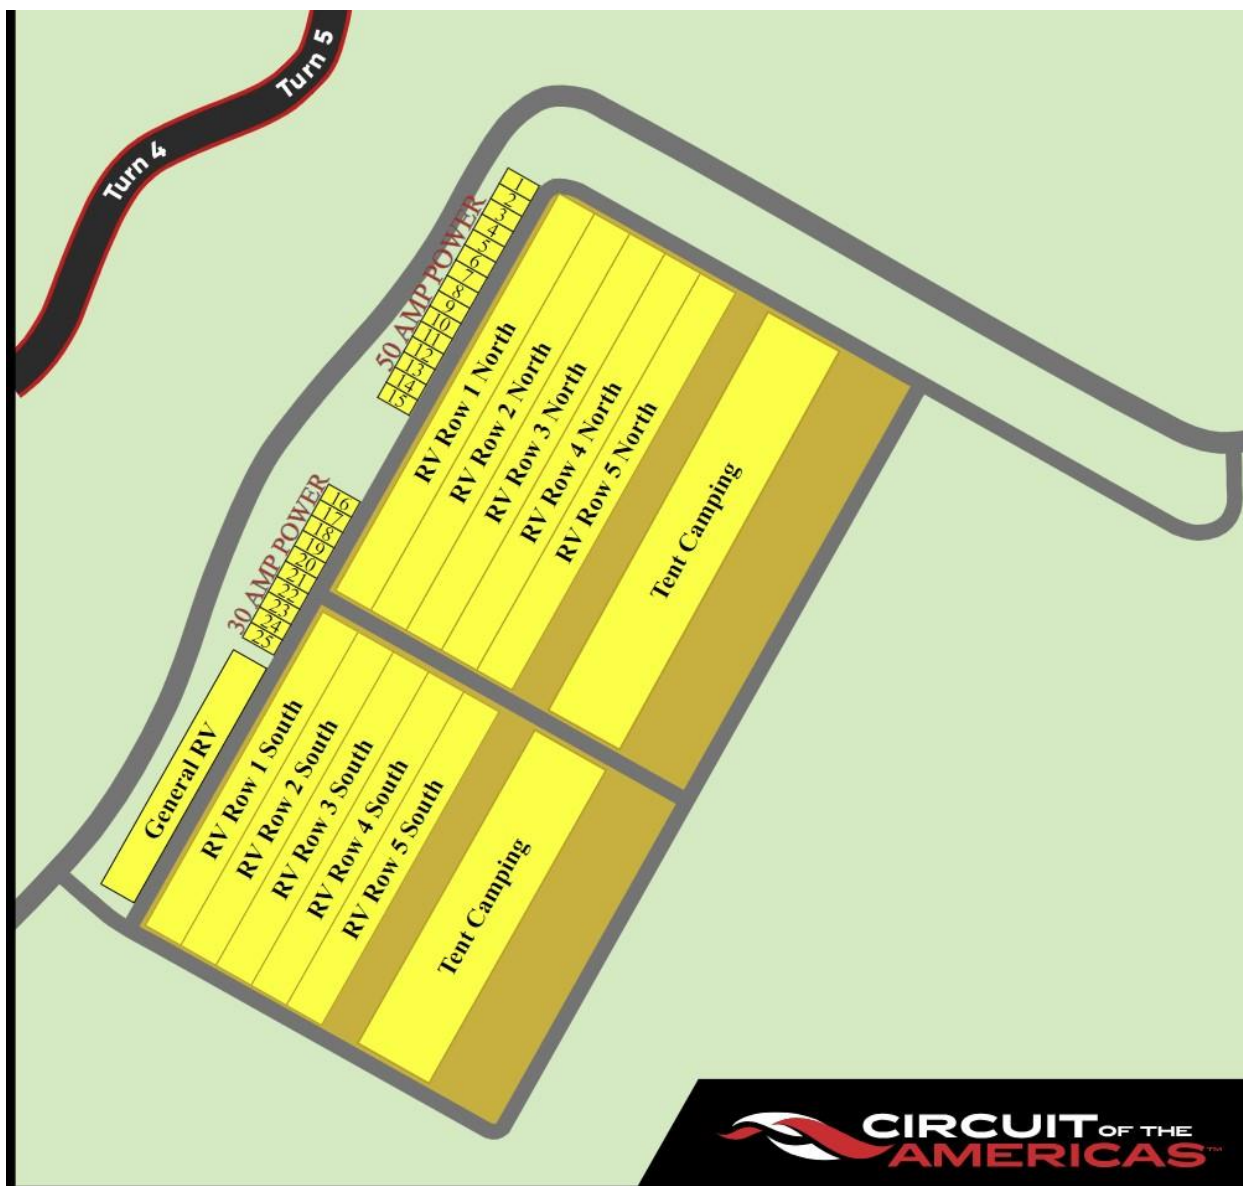 Turn 5
Turn 4
50 AMP POWER
1
2
3
4
5
6
7
8
9
10
11
12
13
14
15
30 AMP POWER
16
17
18
19
20
21
22
23
24
25
General RV
RV Row 1 North
RV Row 2 North
RV Row 3 North
RV Row 4 North
RV Row 5 North
Tent Camping
RV Row 1 South
RV Row 2 South
RV Row 3 South
RV Row 4 South
RV Row 5 South
Tent Camping
CIRCUIT OF THE
AMERICAS™